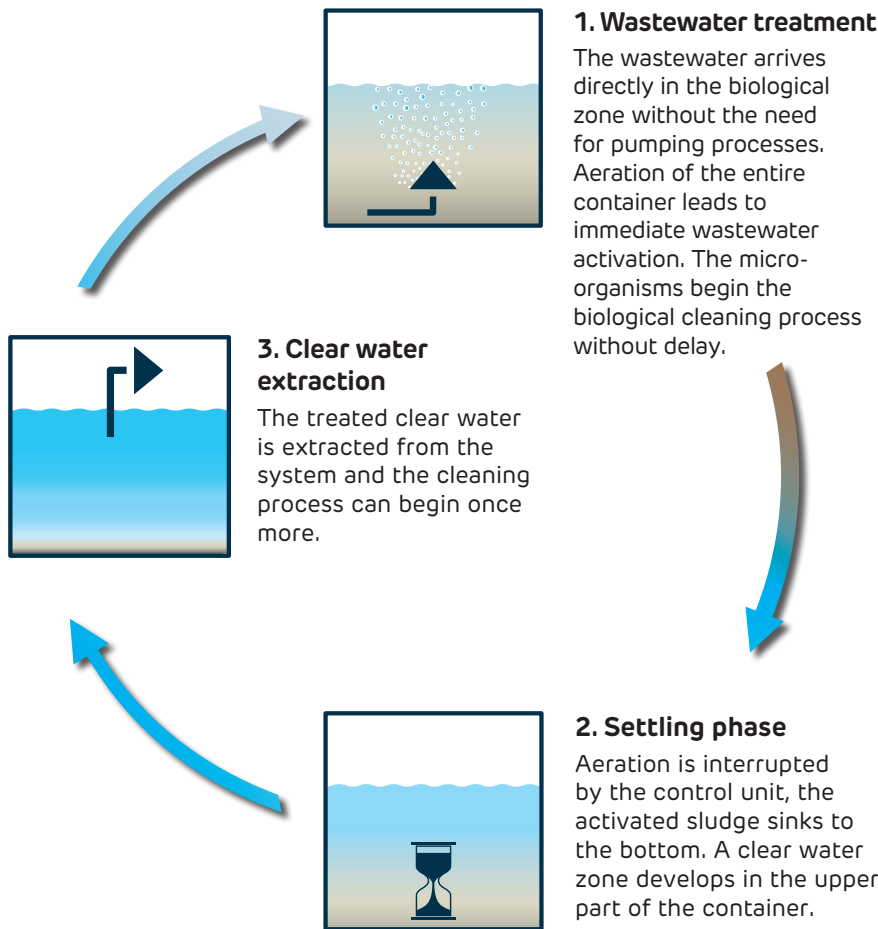 1. Wastewater treatment
The wastewater arrives
directly in the biological
zone without the need
for pumping processes.
Aeration of the entire
container leads to
immediate wastewater
activation. The micro-
organisms begin the
biological cleaning process
without delay.
2. Settling phase
Aeration is interrupted
by the control unit, the
activated sludge sinks to
the bottom. A clear water
zone develops in the upper
part of the container.
3. Clear water
extraction
The treated clear water
is extracted from the
system and the cleaning
process can begin once
more.